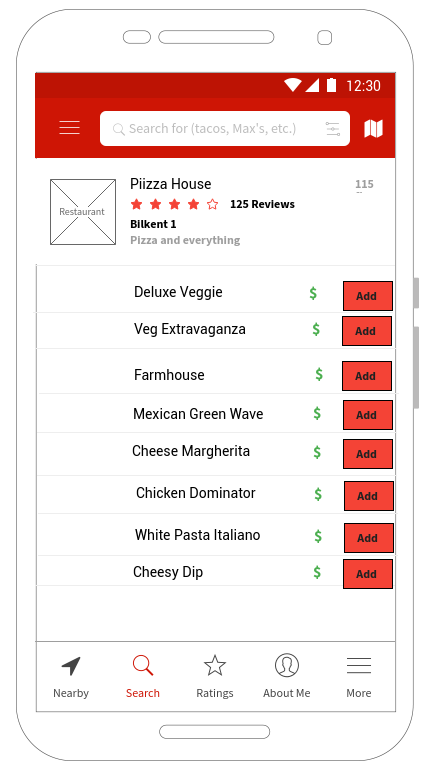 12:30
Search for (tacos, Max's, etc.)
Restaurant
Piizza House
115
125 Reviews
Bilkent 1
Pizza and everything
Deluxe Veggie $ Add
Veg Extravaganza $ Add
Farmhouse $ Add
Mexican Green Wave $ Add
Cheese Margherita $ Add
Chicken Dominator $ Add
White Pasta Italiano $ Add
Cheesy Dip $ Add
Nearby Search Ratings About Me More